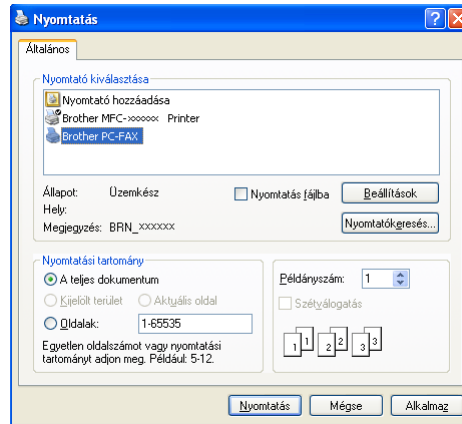 Nyomtatás
Általános
Nyomtató kiválasztása
Nyomtató hozzáadása
Brother MFC-xxxxxx Printer
Brother PC-FAX
Állapot: Üzemkész
Nyomtatás fájlba
Beállítások
Hely:
Megjegyzés: BRN_xxxxxx
Nyomtatókeresés...
Nyomtatási tartomány
A teljes dokumentum
Kijelölt terület
Aktuális oldal
Oldalak: 1-65535
Egyetlen oldalszámot vagy nyomtatási
tartományt adjon meg. Például: 5-12.
Példányszám: 1
Szétválogatás
1 1 2 2 3 3
Nyomtatás
Mégse
Alkalmaz